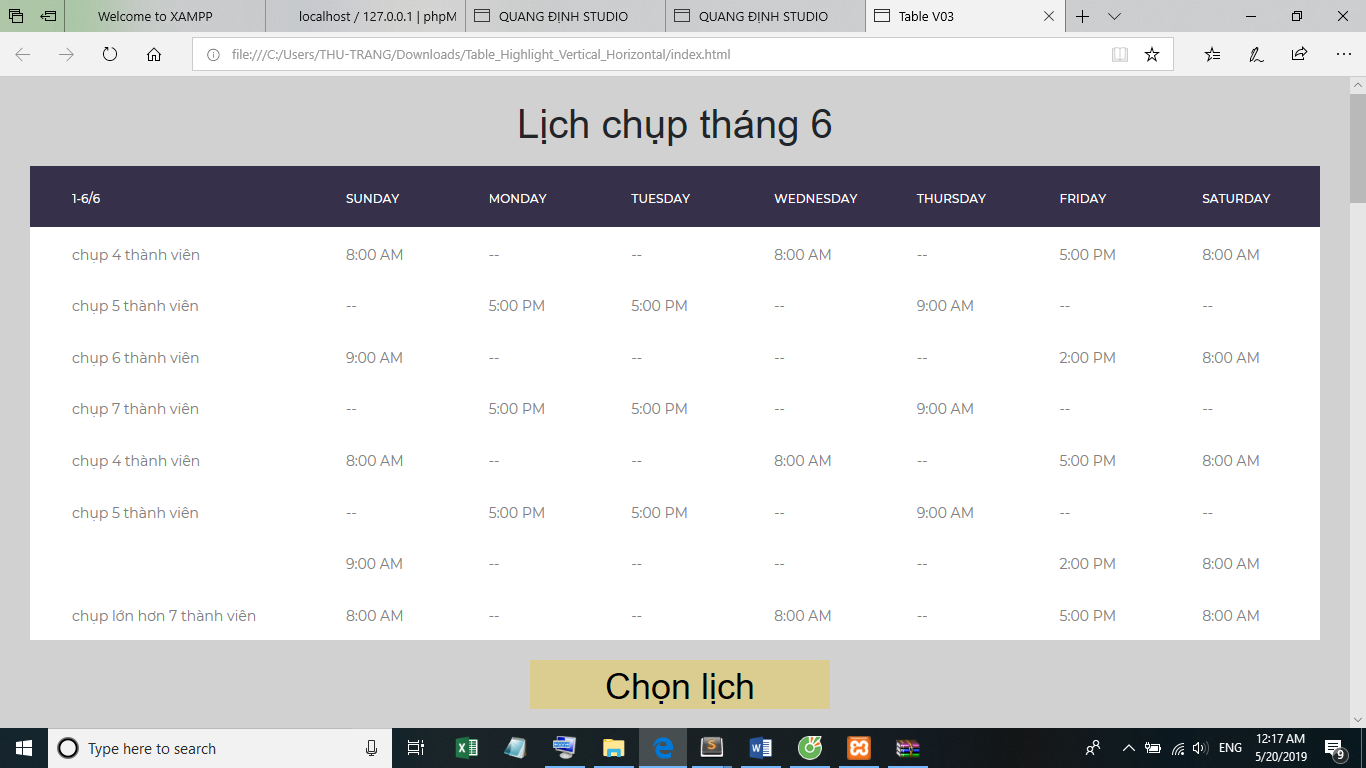 Welcome to XAMPP localhost / 127.0.0.1 | phpM QUANG ĐỊNH STUDIO QUANG ĐỊNH STUDIO Table V03
file:///C:/Users/THU-TRANG/Downloads/Table_Highlight_Vertical_Horizontal/index.html
Lịch chụp tháng 6
1-6/6 SUNDAY MONDAY TUESDAY WEDNESDAY THURSDAY FRIDAY SATURDAY
chụp 4 thành viên 8:00 AM -- -- 8:00 AM -- 5:00 PM 8:00 AM
chụp 5 thành viên -- 5:00 PM 5:00 PM -- 9:00 AM -- --
chụp 6 thành viên 9:00 AM -- -- -- -- 2:00 PM 8:00 AM
chụp 7 thành viên -- 5:00 PM 5:00 PM -- 9:00 AM -- --
chụp 4 thành viên 8:00 AM -- -- 8:00 AM -- 5:00 PM 8:00 AM
chụp 5 thành viên -- 5:00 PM 5:00 PM -- 9:00 AM -- --
9:00 AM -- -- -- -- 2:00 PM 8:00 AM
chụp lớn hơn 7 thành viên 8:00 AM -- -- 8:00 AM -- 5:00 PM 8:00 AM
Chọn lịch
Type here to search ENG 12:17 AM
5/20/2019 9